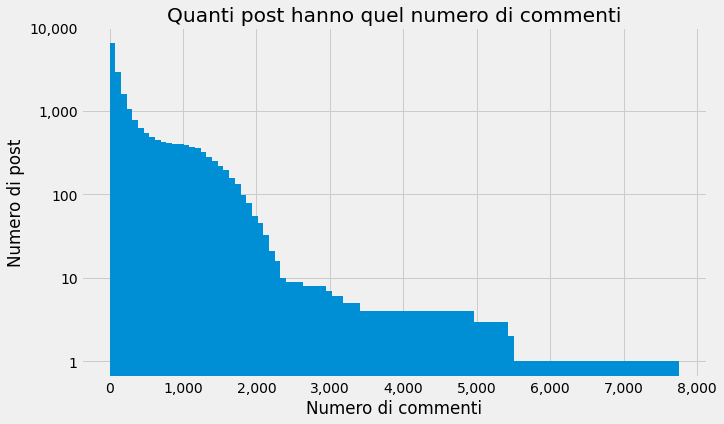 Quanti post hanno quel numero di commenti
10,000
1,000
100
10
1
Numero di post
0 1,000 2,000 3,000 4,000 5,000 6,000 7,000 8,000
Numero di commenti